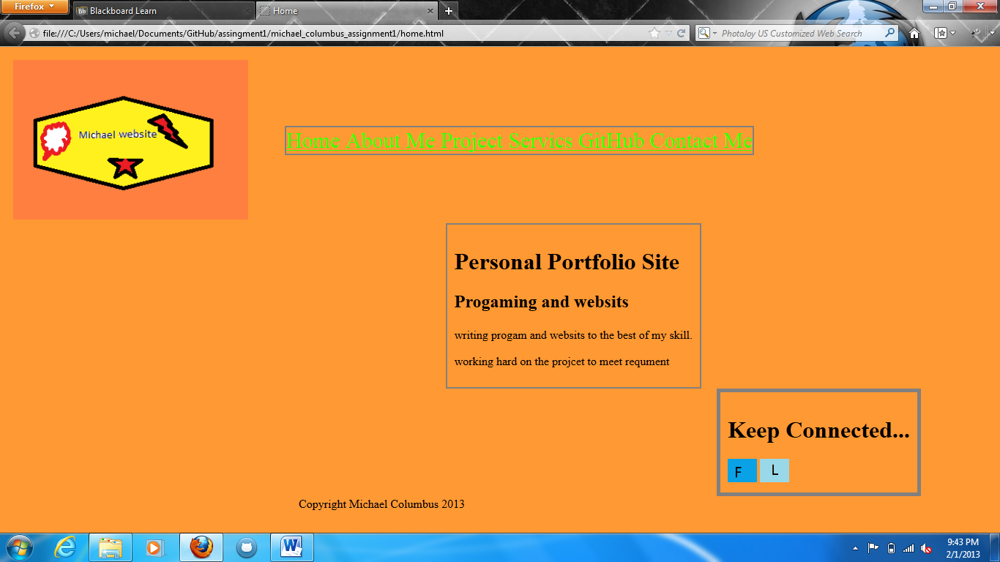 Firefox
Bb Blackboard Learn
Home
file:///C:/Users/michael/Documents/GitHub/assingment1/michael_columbus_assignment1/home.html
PhotoJoy US Customized Web Search
Michael website
Home About Me Project Servics GitHub Contact Me
Personal Portfolio Site
Progaming and websits
writing progam and websits to the best of my skill.
working hard on the projcet to meet requment
Keep Connected...
F L
Copyright Michael Columbus 2013
9:43 PM
2/1/2013